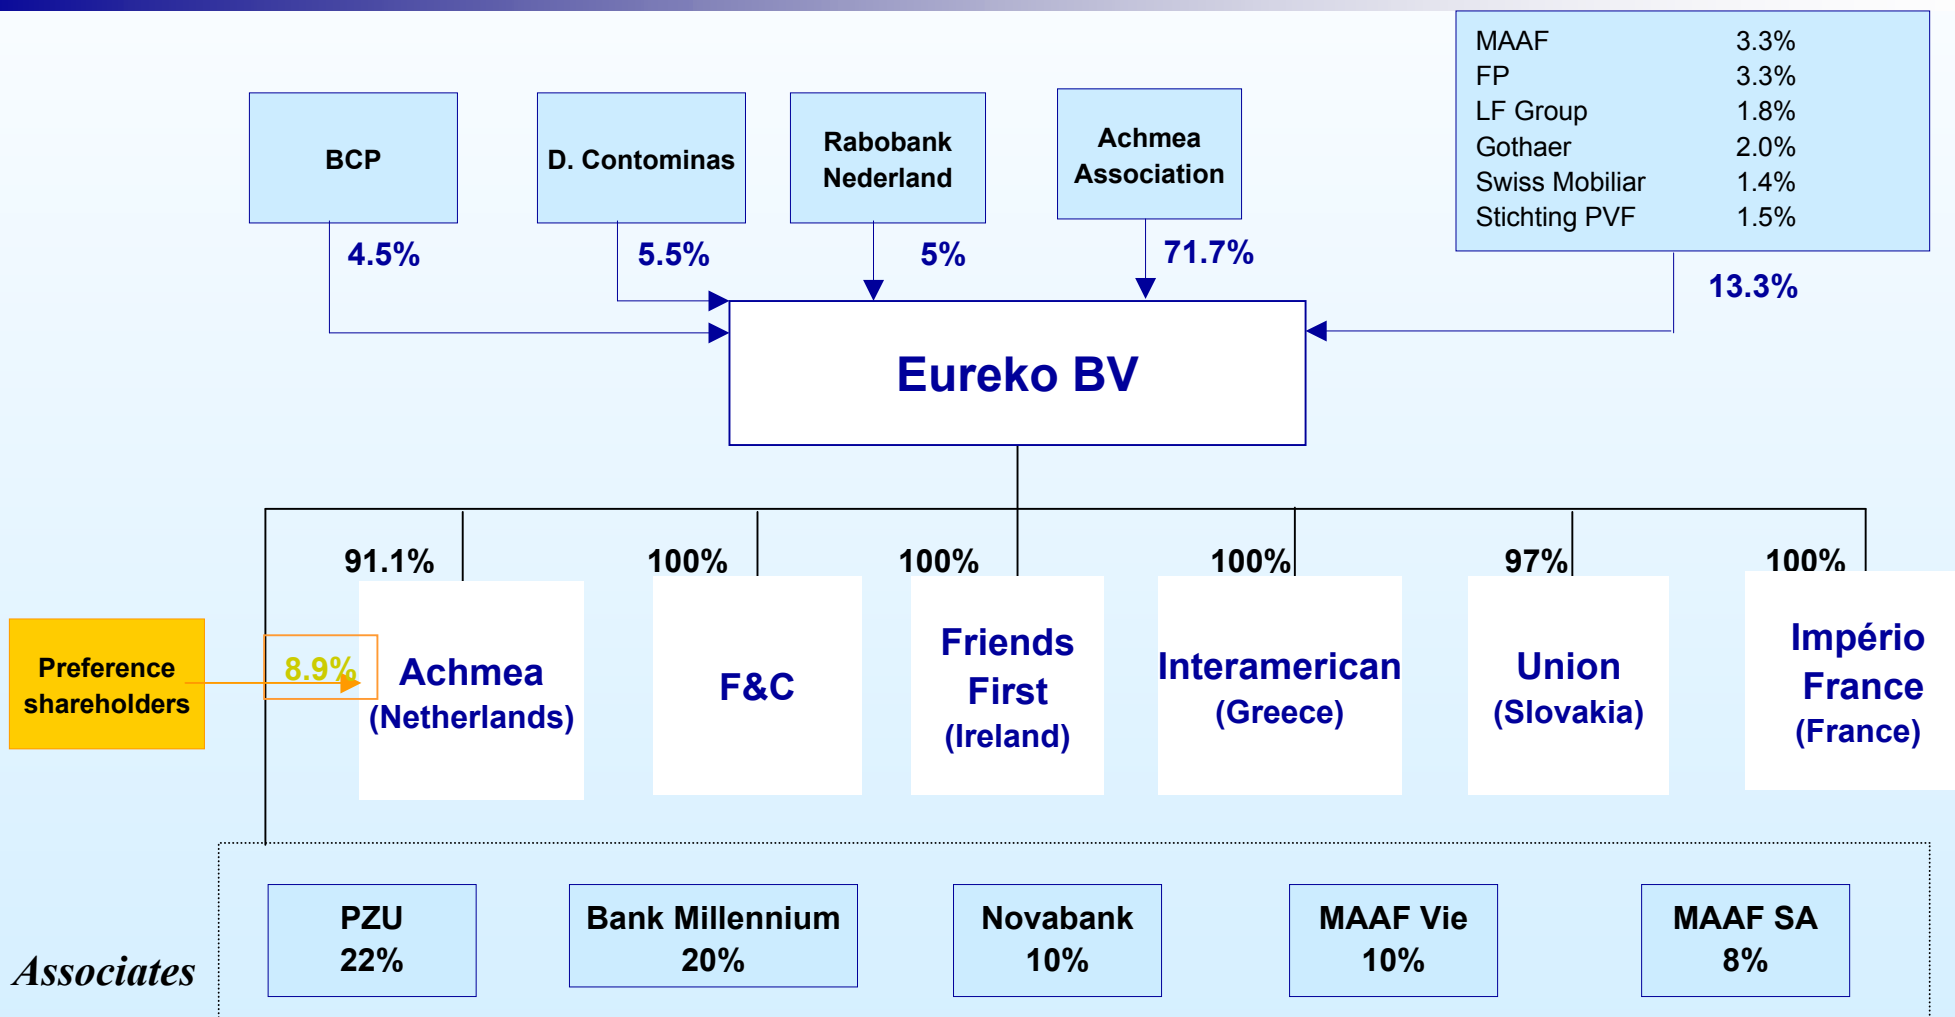 MAAF 3.3%
FP 3.3%
LF Group 1.8%
Gothaer 2.0%
Swiss Mobiliar 1.4%
Stichting PVF 1.5%
BCP
D. Contominas
Rabobank
Nederland
Achmea
Association
4.5%
5.5%
5%
71.7%
13.3%
Eureko BV
91.1%
100%
100%
100%
97%
100%
Preference
shareholders
8.9%
Achmea
(Netherlands)
F&C
Friends
First
(Ireland)
Interamerican
(Greece)
Union
(Slovakia)
Império
France
(France)
Associates
PZU
22%
Bank Millennium
20%
Novabank
10%
MAAF Vie
10%
MAAF SA
8%